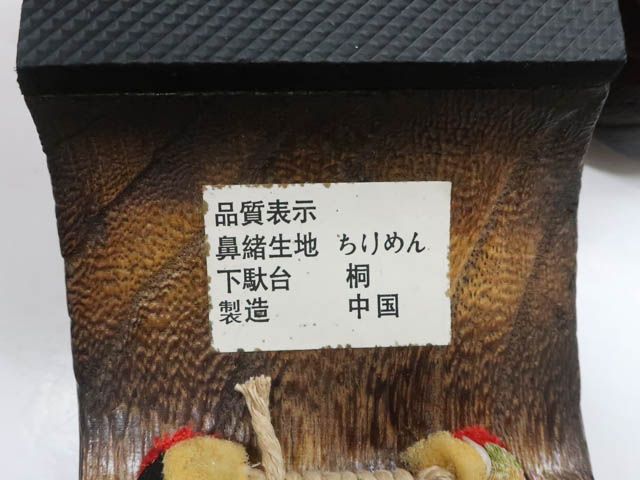 品質表示
鼻緒生地 ちりめん
下駄台 桐
製造 中国